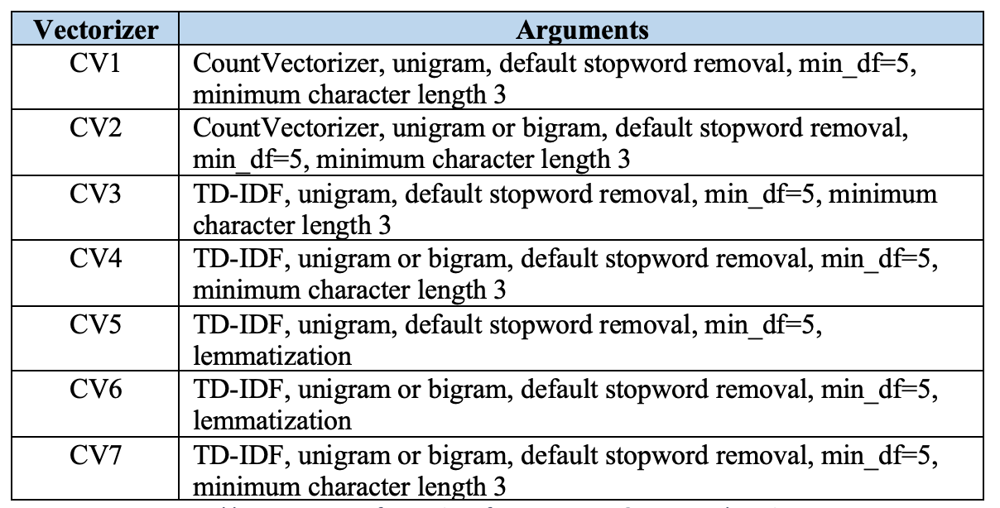 Vectorizer Arguments
CV1 CountVectorizer, unigram, default stopword removal, min_df=5,
minimum character length 3
CV2 CountVectorizer, unigram or bigram, default stopword removal,
min_df=5, minimum character length 3
CV3 TD-IDF, unigram, default stopword removal, min_df=5, minimum
character length 3
CV4 TD-IDF, unigram or bigram, default stopword removal, min_df=5,
minimum character length 3
CV5 TD-IDF, unigram, default stopword removal, min_df=5,
lemmatization
CV6 TD-IDF, unigram or bigram, default stopword removal, min_df=5,
lemmatization
CV7 TD-IDF, unigram or bigram, default stopword removal, min_df=5,
minimum character length 3